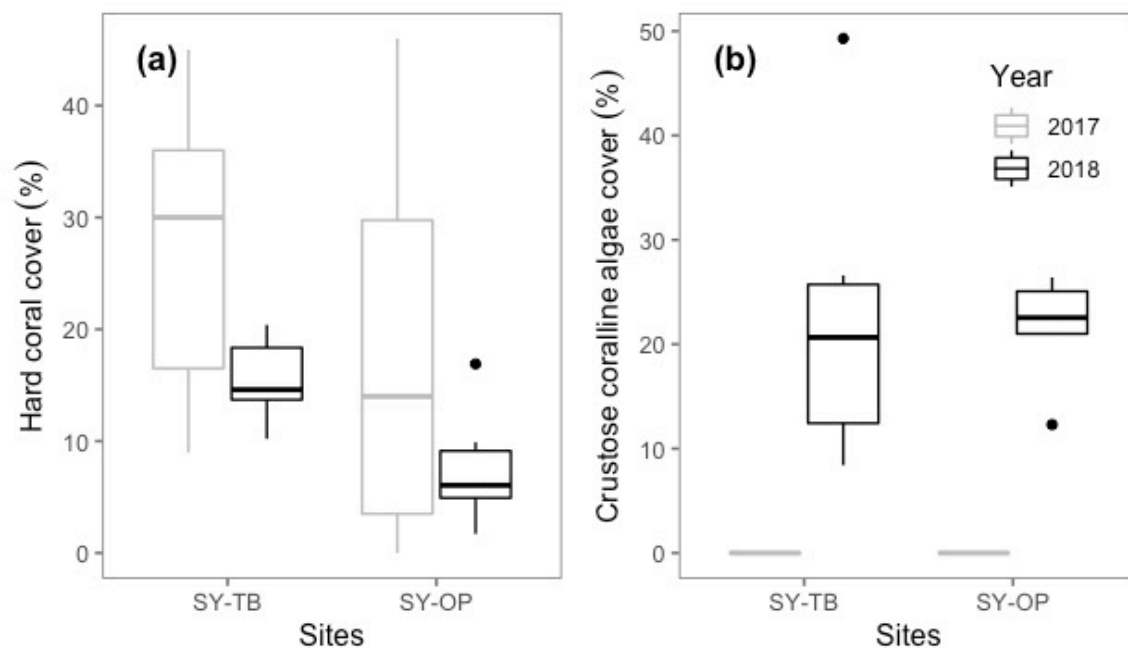 (a)
Hard coral cover (%)
40
30
20
10
0
SY-TB SY-OP
Sites
(b)
Crustose coralline algae cover (%)
50
40
30
20
10
0
Year
2017
2018
SY-TB SY-OP
Sites